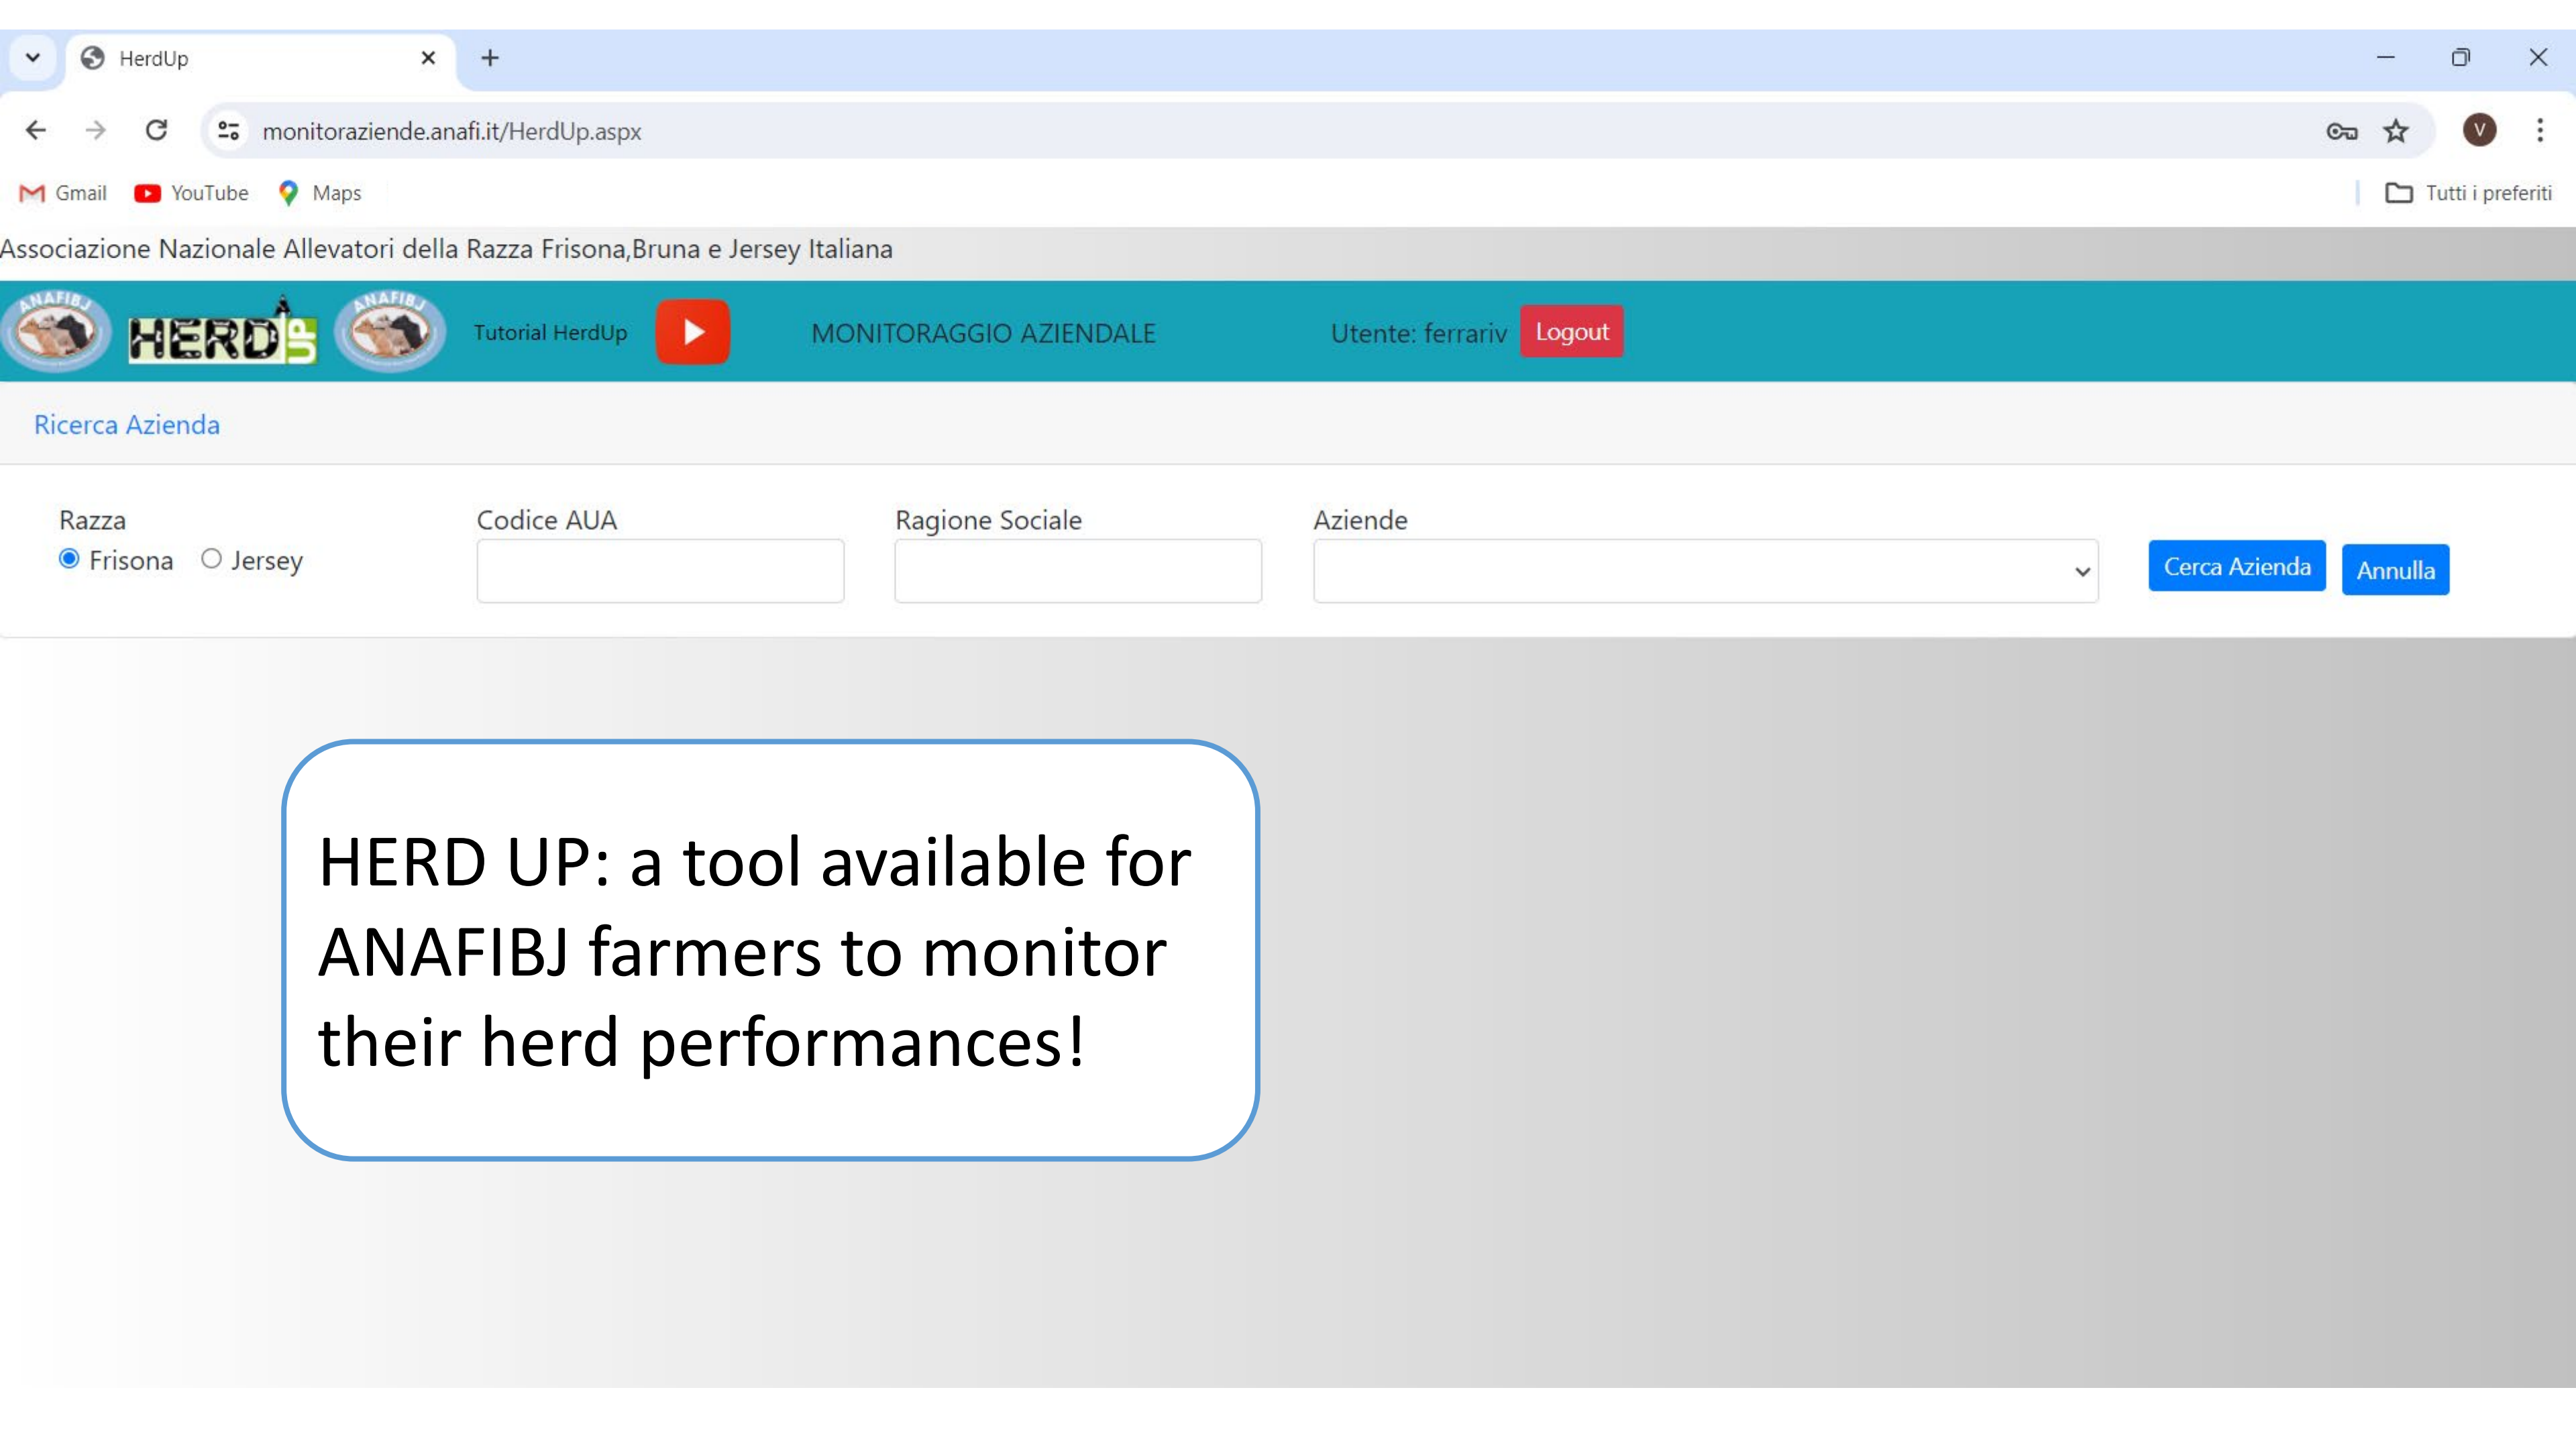 HerdUp
monitoraziende.anafi.it/HerdUp.aspx
V
Gmail YouTube Maps Tutti i preferiti
Associazione Nazionale Allevatori della Razza Frisona,Bruna e Jersey Italiana
ANAFIBJ HERD UP ANAFIBJ Tutorial HerdUp MONITORAGGIO AZIENDALE Utente: ferrariv Logout
Ricerca Azienda
Razza Codice AUA Ragione Sociale Aziende
Frisona Jersey Cerca Azienda Annulla
HERD UP: a tool available for
ANAFIBJ farmers to monitor
their herd performances!